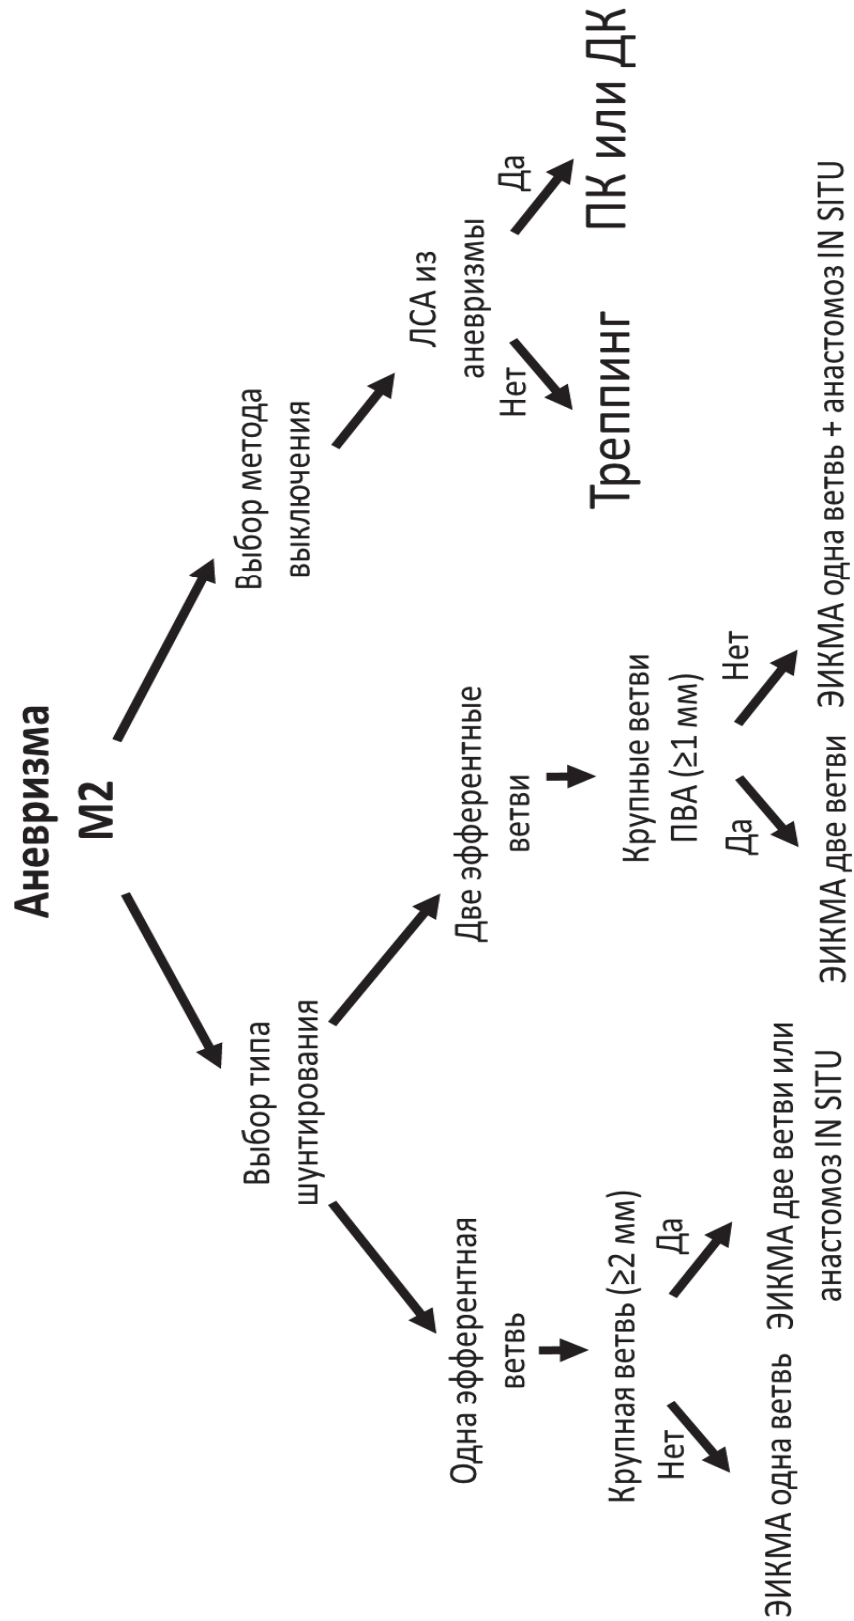 Аневризма
М2
Выбор типа
шунтирования
Выбор метода
выключения
Одна эфферентная
ветвь
Две эфферентные
ветви
ЛСА из
аневризмы
Крупная ветвь (≥2 мм)
Нет
Да
Крупные ветви
ПВА (≥1 мм)
Да
Нет
Нет
Да
Треппинг
ПК или ДК
ЭИКМА одна ветвь
ЭИКМА две ветви или
анастомоз IN SITU
ЭИКМА две ветви
ЭИКМА одна ветвь + анастомоз IN SITU